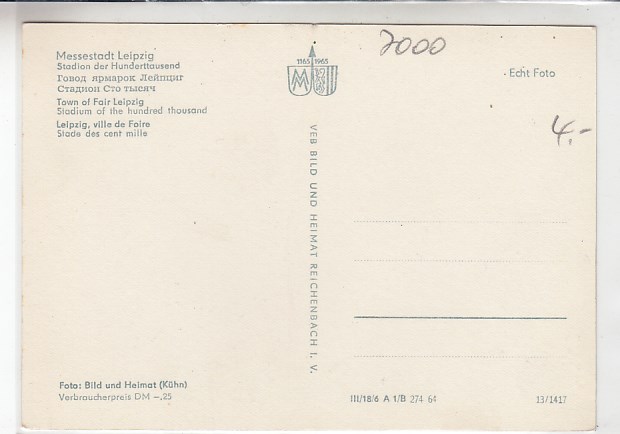 Messestadt Leipzig
Stadion der Hunderttausend
Говод ярмарок Лейпциг
Стадион Сто тысяч
Town of Fair Leipzig
Stadium of the hundred thousand
Leipzig, ville de Foire
Stade des cent mille
1165 1965
MM
7000
Echt Foto
4.-
VEB BILD UND HEIMAT REICHENBACH I. V.
Foto: Bild und Heimat (Kühn)
Verbraucherpreis DM –,25
III/18/6 A 1/B 274 64
13/1417